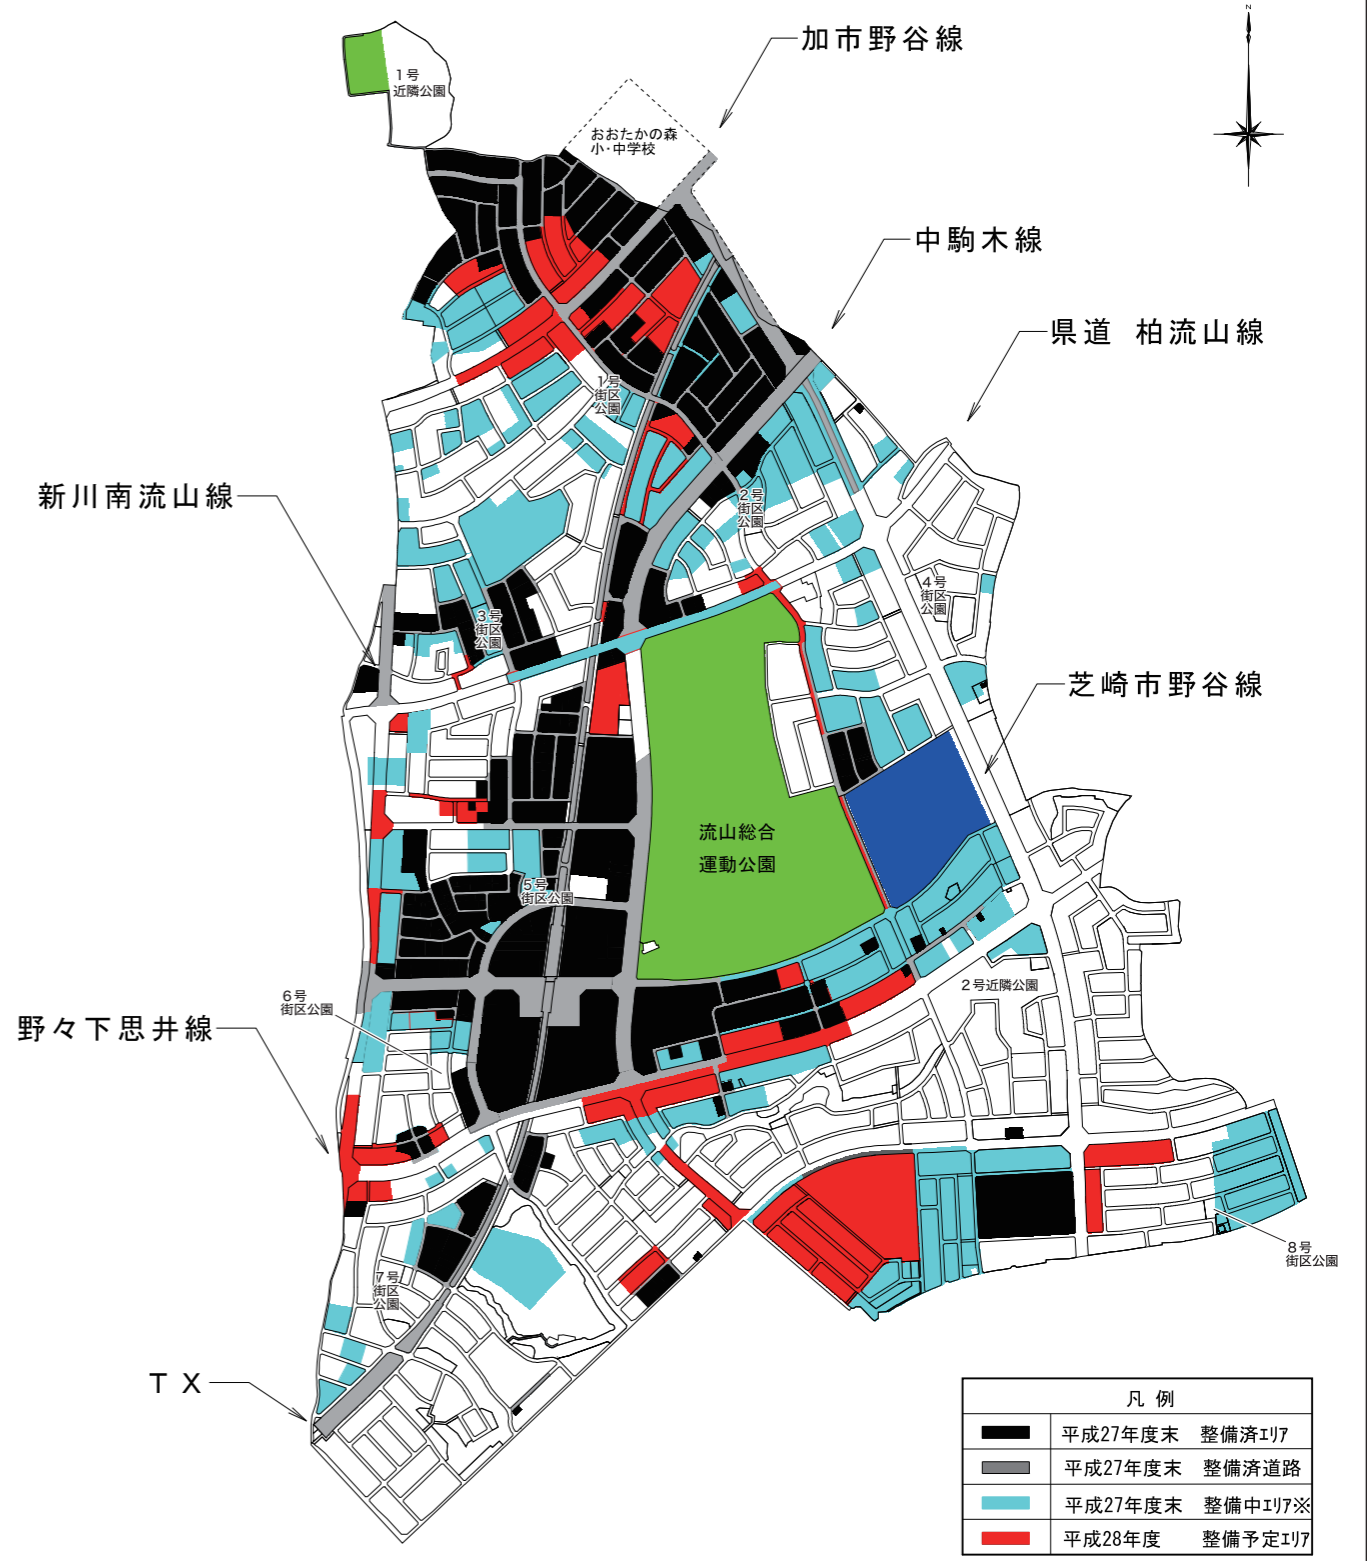 N
加市野谷線
1号
近隣公園
おおたかの森
小・中学校
中駒木線
県道 柏流山線
1号
街区
公園
新川南流山線
2号
街区
公園
4号
街区
公園
3号
街区
公園
芝崎市野谷線
流山総合
運動公園
5号
街区公園
2号近隣公園
6号
街区公園
野々下思井線
8号
街区公園
7号
街区
公園
TX
凡例
平成27年度末 整備済エリア
平成27年度末 整備済道路
平成27年度末 整備中エリア※
平成28年度 整備予定エリア